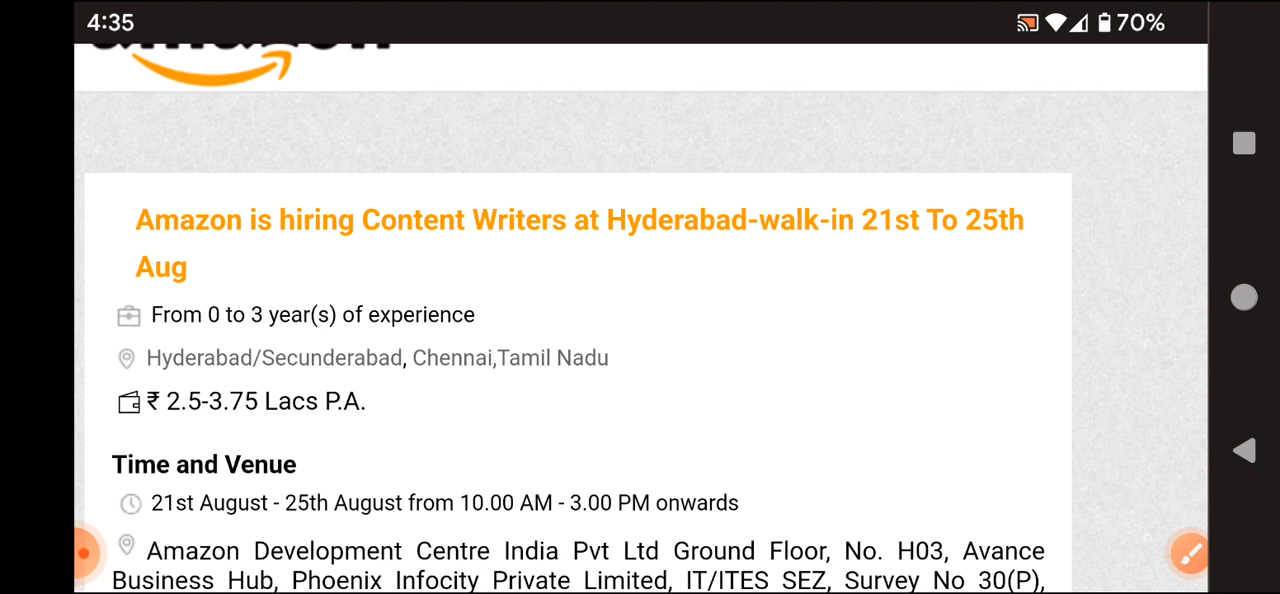 4:35
70%
Amazon is hiring Content Writers at Hyderabad-walk-in 21st To 25th
Aug
From 0 to 3 year(s) of experience
Hyderabad/Secunderabad, Chennai,Tamil Nadu
₹ 2.5-3.75 Lacs P.A.
Time and Venue
21st August - 25th August from 10.00 AM - 3.00 PM onwards
Amazon Development Centre India Pvt Ltd Ground Floor, No. H03, Avance
Business Hub, Phoenix Infocity Private Limited, IT/ITES SEZ, Survey No 30(P),